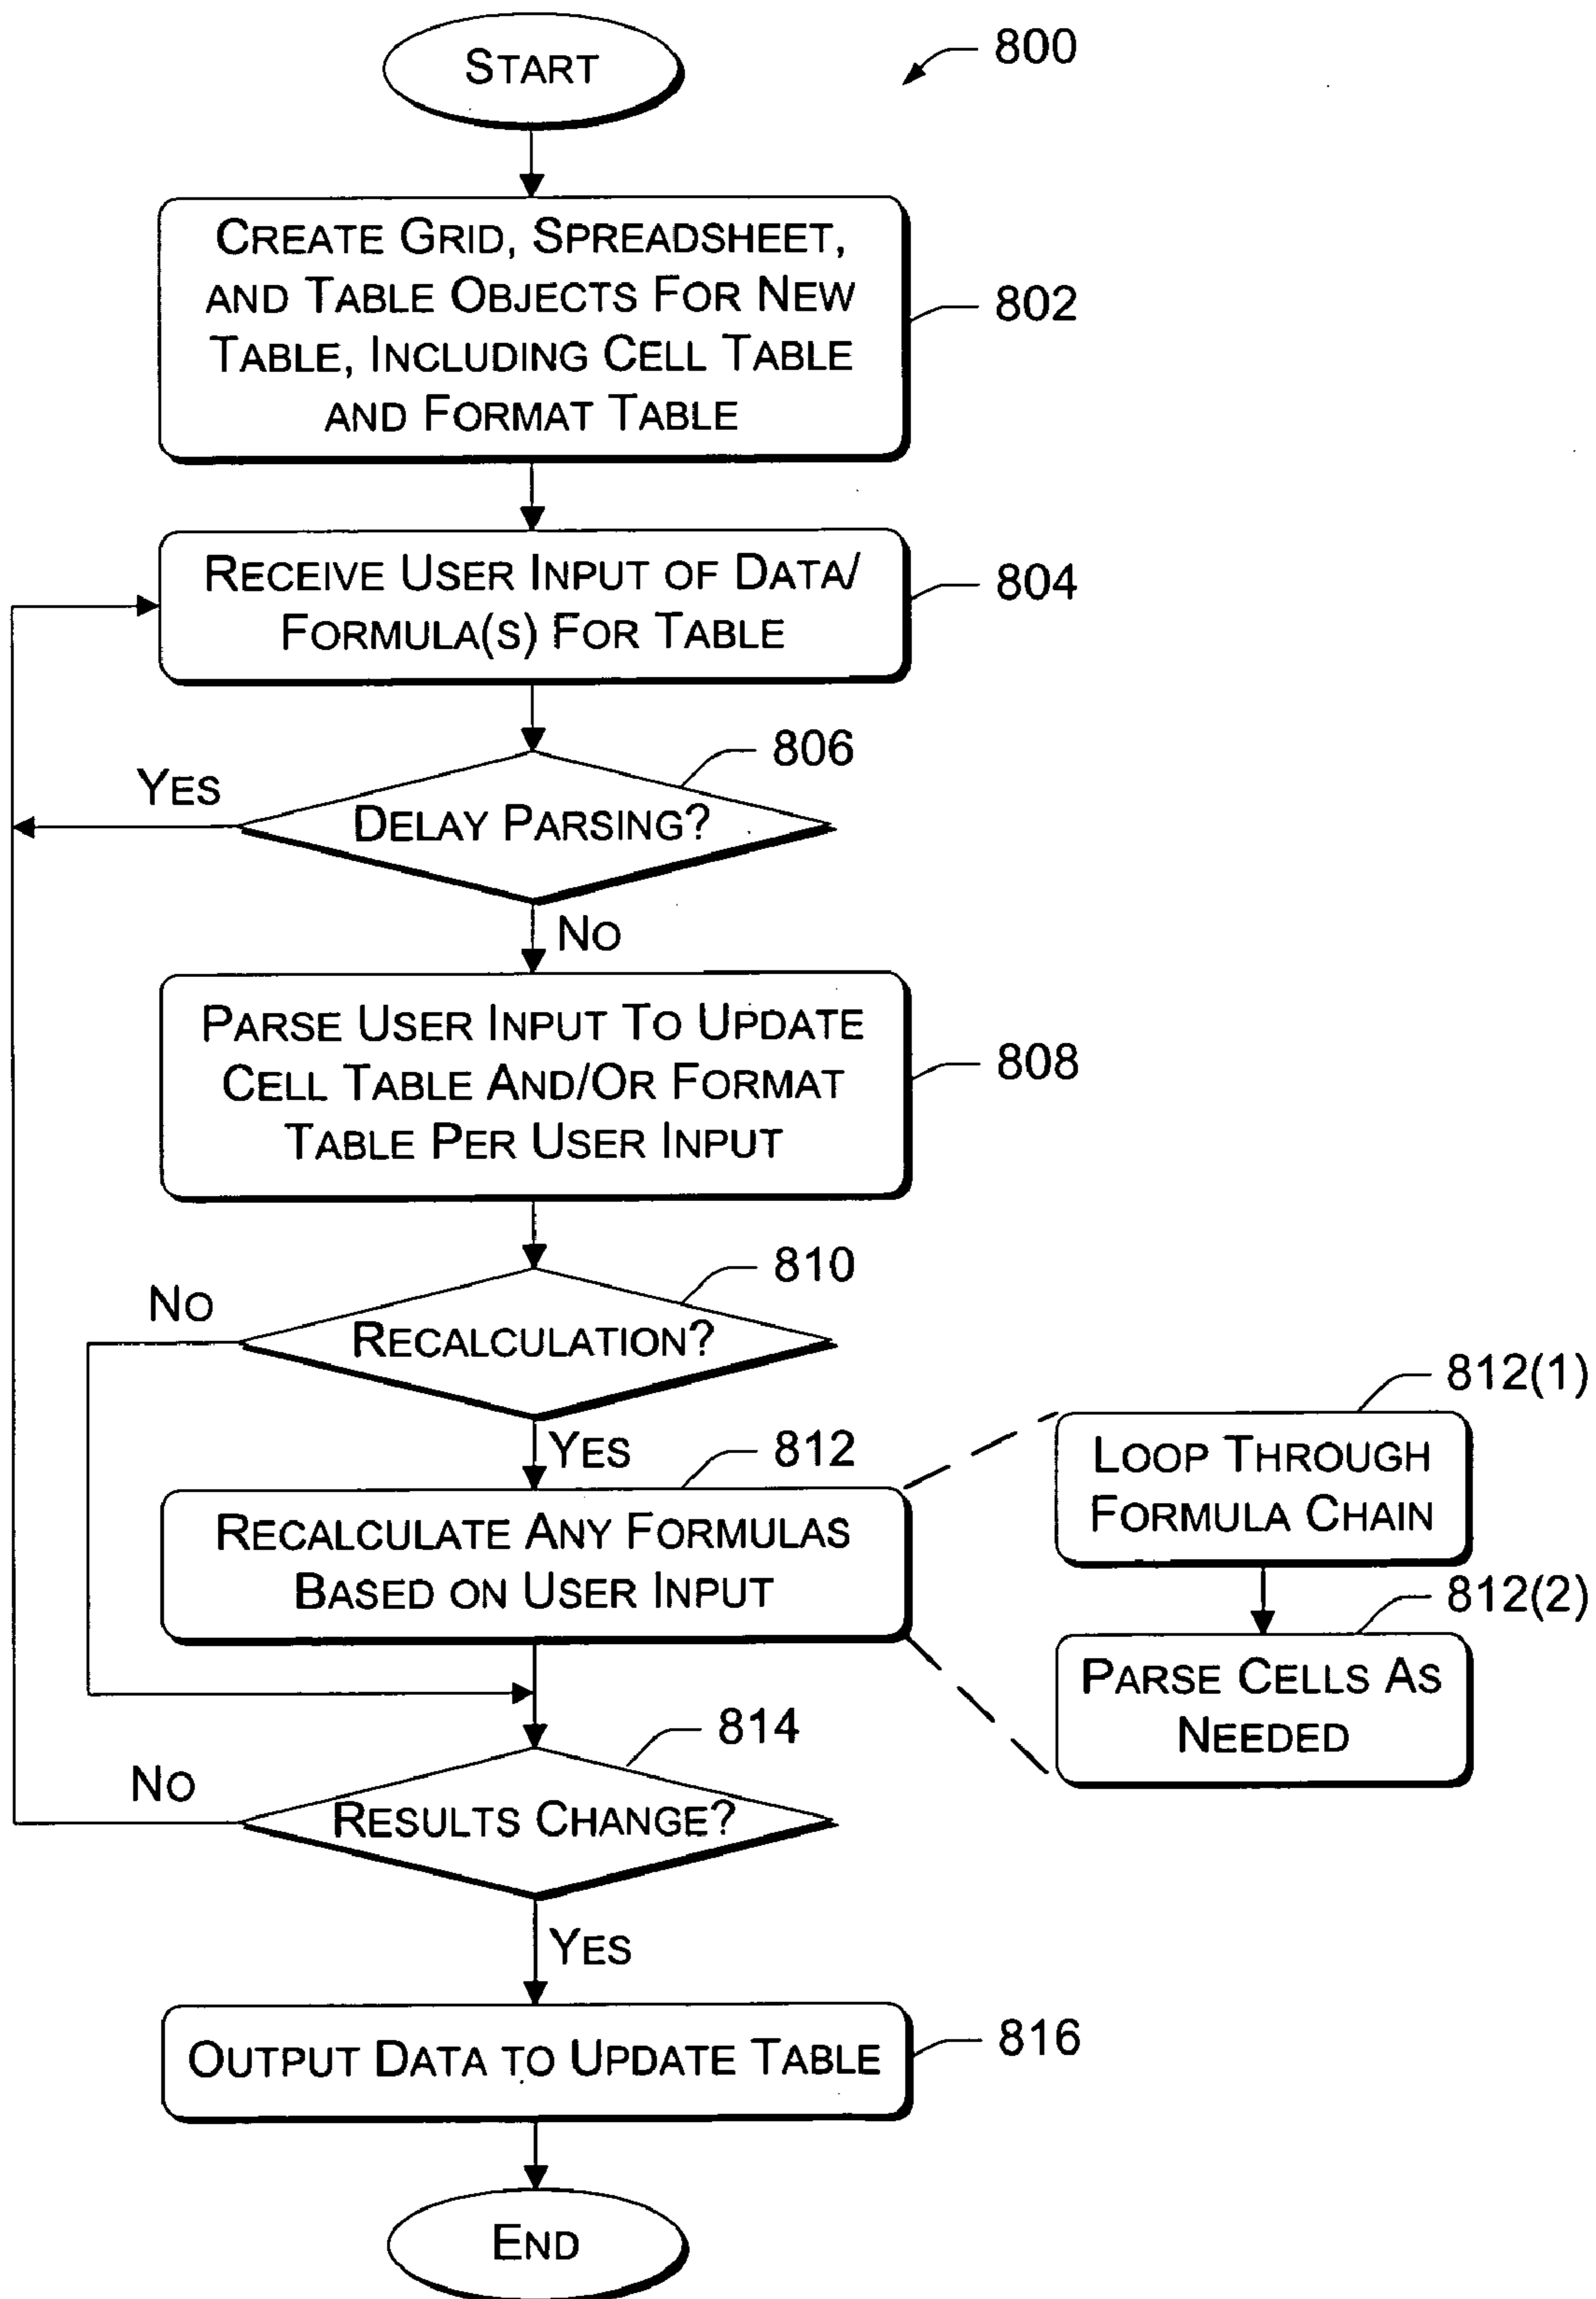 START
800
CREATE GRID, SPREADSHEET,
AND TABLE OBJECTS FOR NEW
TABLE, INCLUDING CELL TABLE
AND FORMAT TABLE
802
RECEIVE USER INPUT OF DATA/
FORMULA(S) FOR TABLE
804
806
YES
DELAY PARSING?
NO
PARSE USER INPUT TO UPDATE
CELL TABLE AND/OR FORMAT
TABLE PER USER INPUT
808
810
NO
RECALCULATION?
YES
812
RECALCULATE ANY FORMULAS
BASED ON USER INPUT
812(1)
LOOP THROUGH
FORMULA CHAIN
812(2)
PARSE CELLS AS
NEEDED
814
NO
RESULTS CHANGE?
YES
OUTPUT DATA TO UPDATE TABLE
816
END